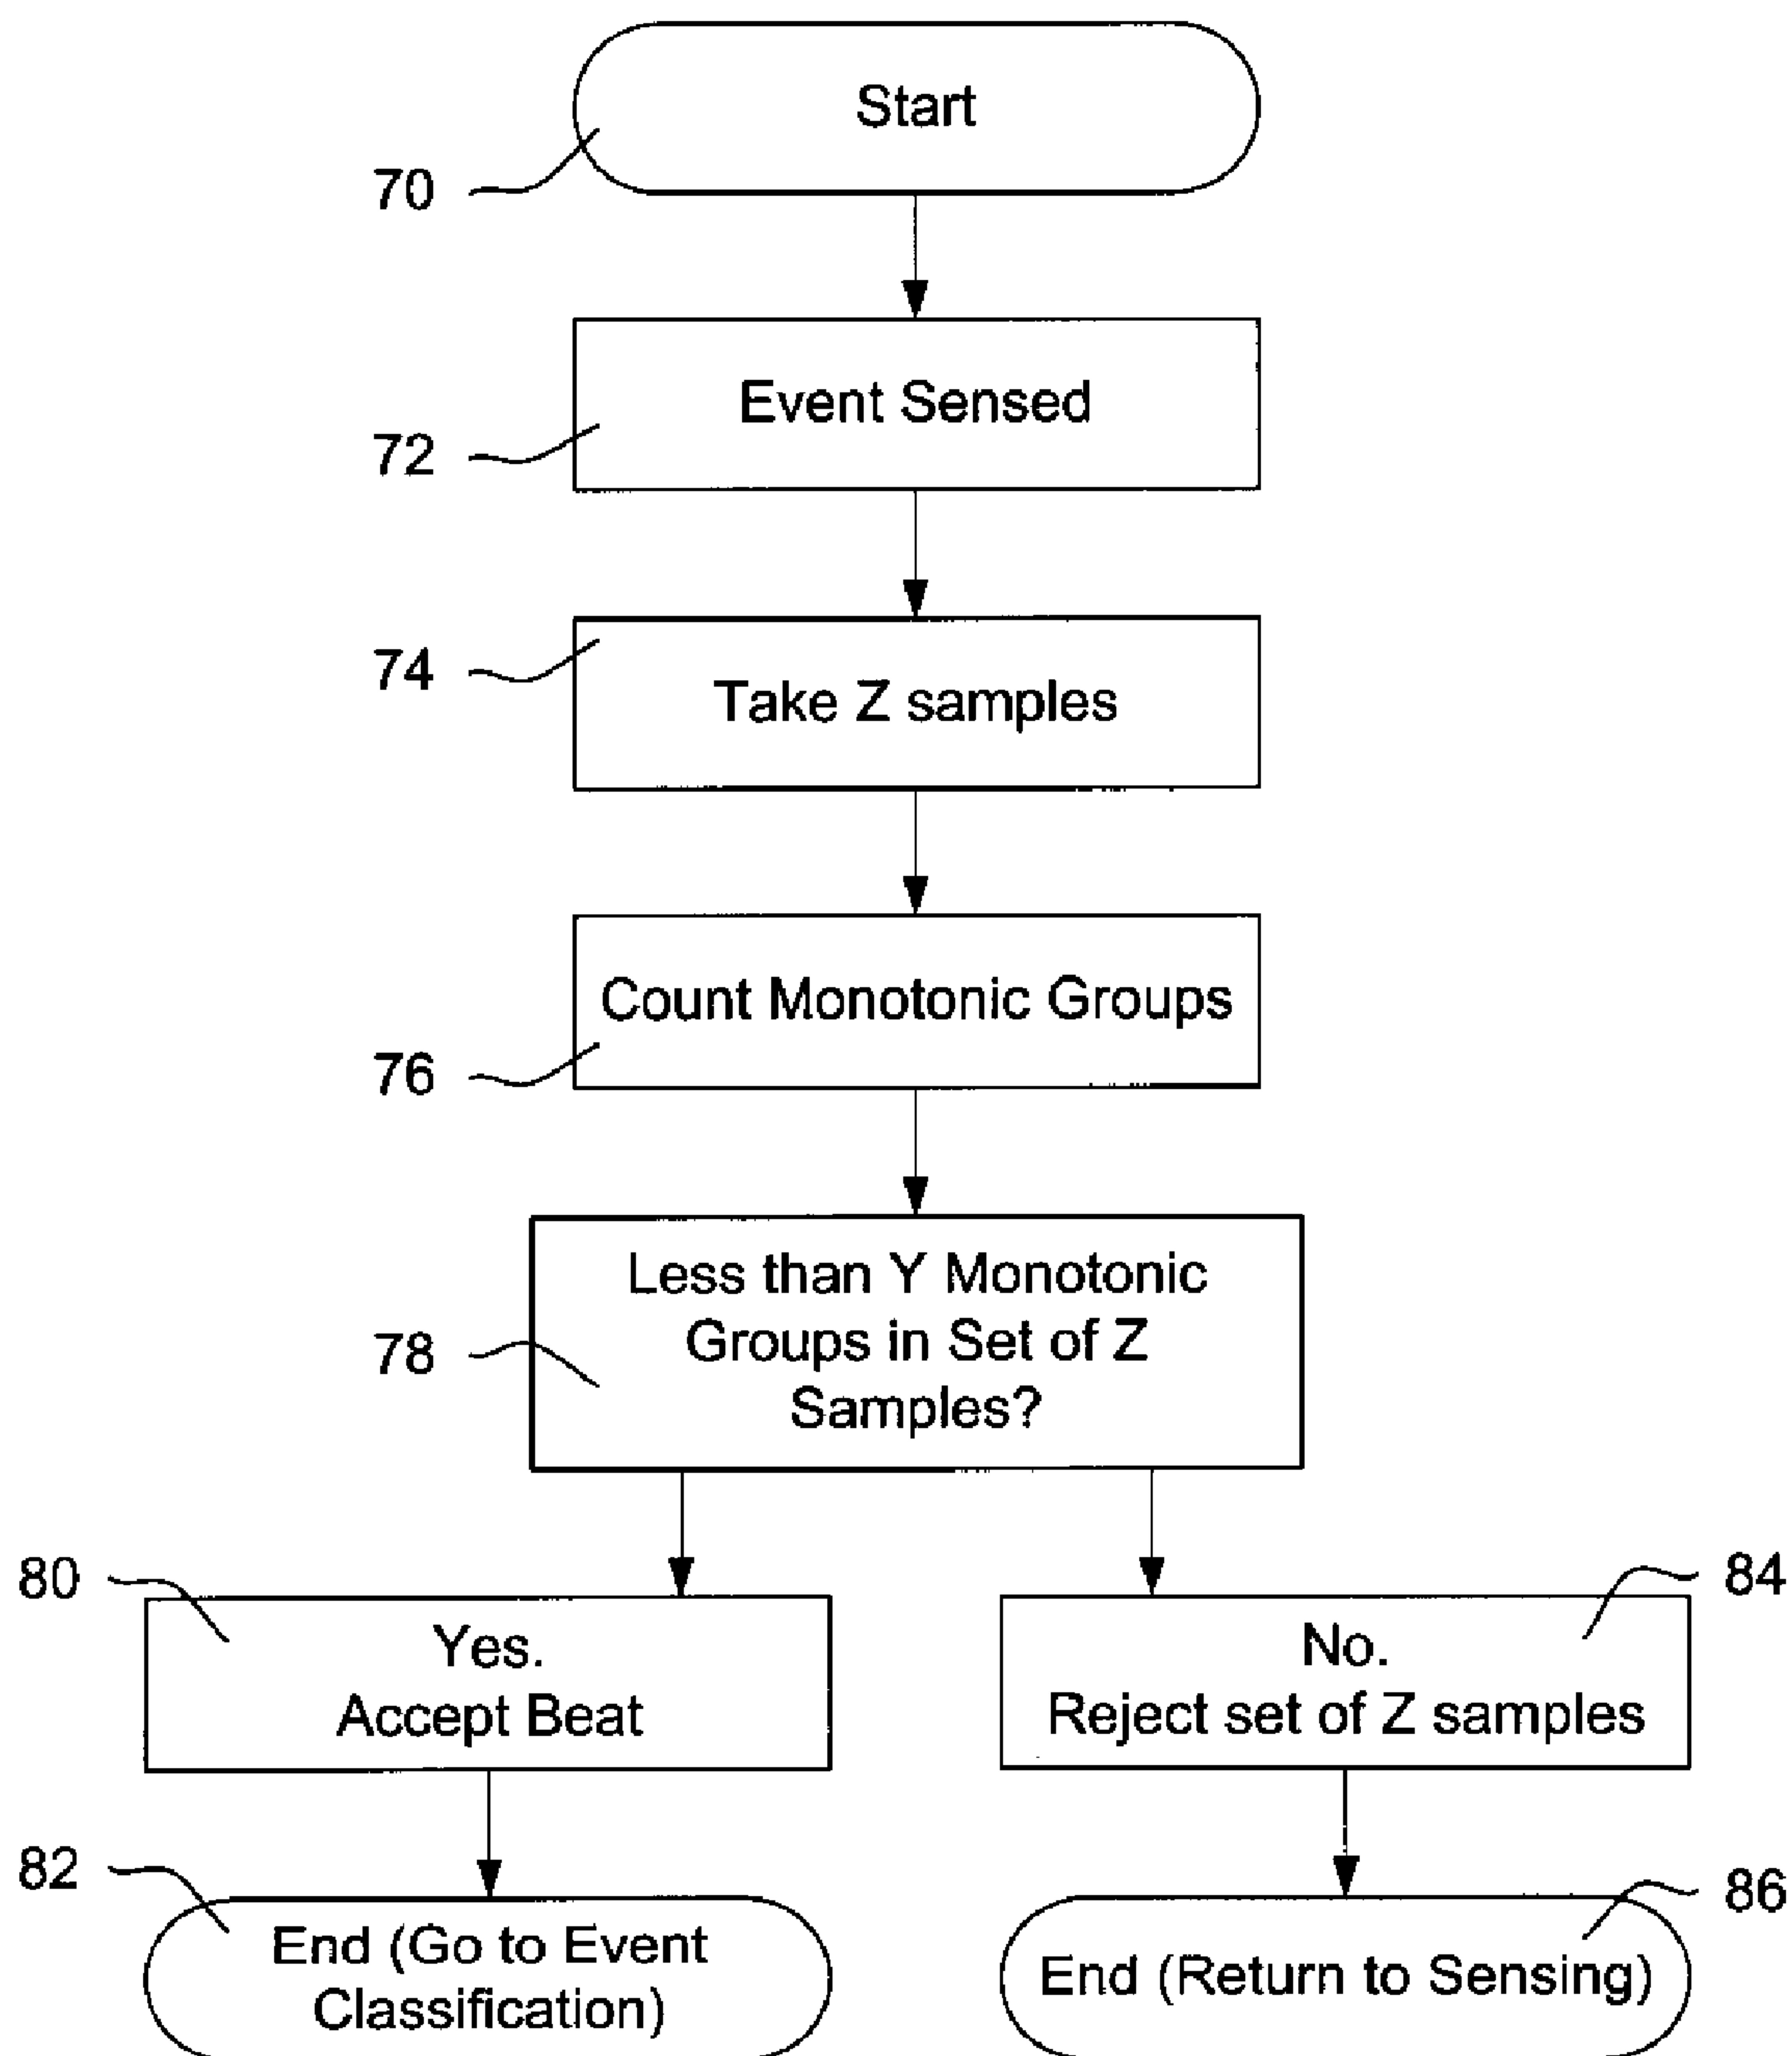 Start
70
Event Sensed
72
74
Take Z samples
Count Monotonic Groups
76
Less than Y Monotonic
Groups in Set of Z
Samples?
78
80
Yes.
Accept Beat
84
No.
Reject set of Z samples
82
End (Go to Event
Classification)
86
End (Return to Sensing)